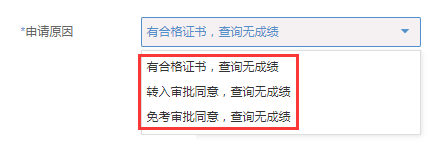 *申请原因
有合格证书，查询无成绩
有合格证书，查询无成绩
转入审批同意，查询无成绩
免考审批同意，查询无成绩